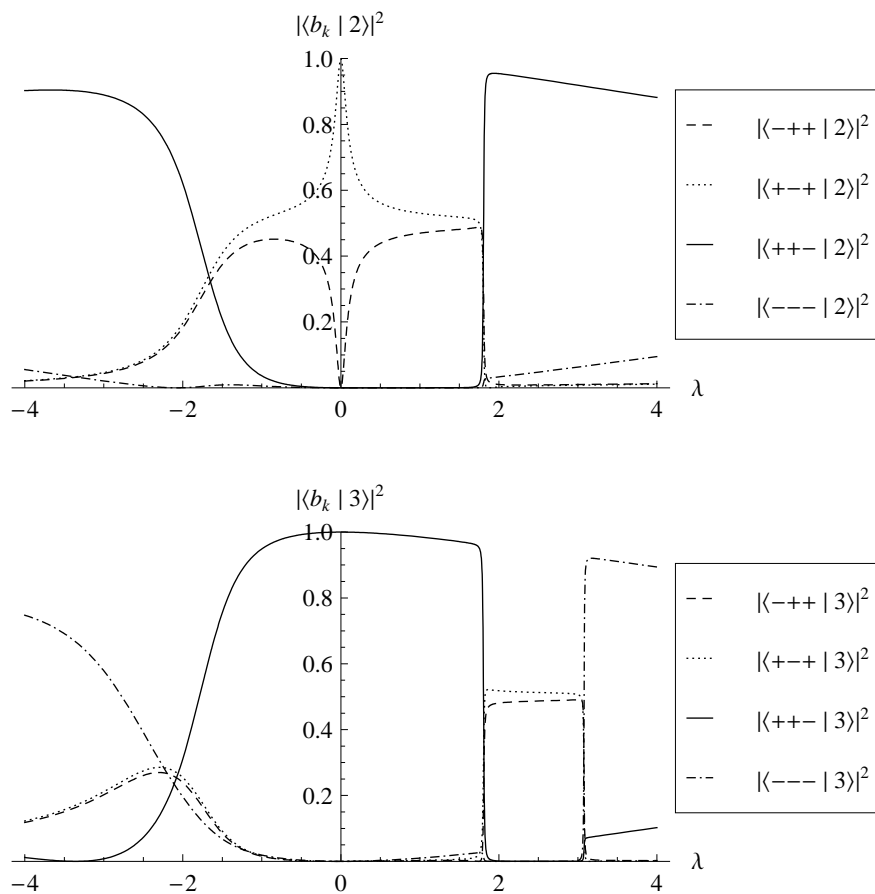 |⟨b_k | 2⟩|²
1.0
0.8
0.6
0.4
0.2
−4 −2 0 2 4 λ
|⟨−++ | 2⟩|²
|⟨+−+ | 2⟩|²
|⟨++− | 2⟩|²
|⟨−−− | 2⟩|²
|⟨b_k | 3⟩|²
1.0
0.8
0.6
0.4
0.2
−4 −2 0 2 4 λ
|⟨−++ | 3⟩|²
|⟨+−+ | 3⟩|²
|⟨++− | 3⟩|²
|⟨−−− | 3⟩|²